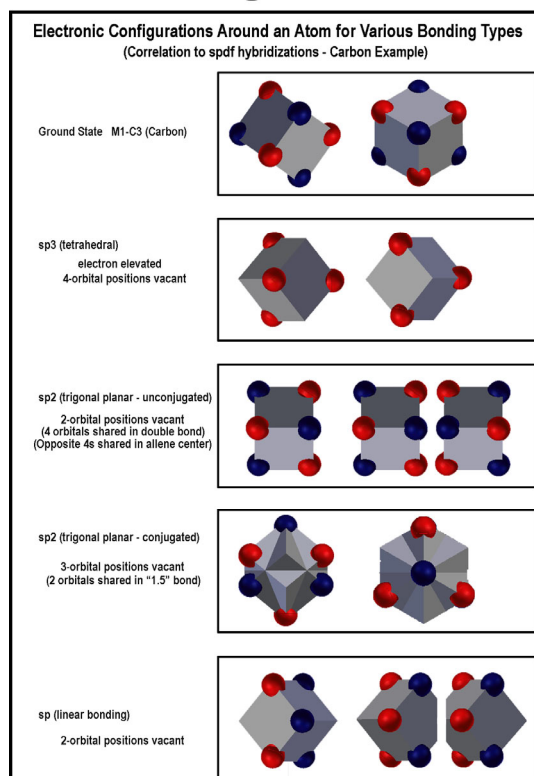 Electronic Configurations Around an Atom for Various Bonding Types
(Correlation to spdf hybridizations - Carbon Example)
Ground State M1-C3 (Carbon)
sp3 (tetrahedral)
electron elevated
4-orbital positions vacant
sp2 (trigonal planar - unconjugated)
2-orbital positions vacant
(4 orbitals shared in double bond)
(Opposite 4s shared in allene center)
sp2 (trigonal planar - conjugated)
3-orbital positions vacant
(2 orbitals shared in “1.5” bond)
sp (linear bonding)
2-orbital positions vacant